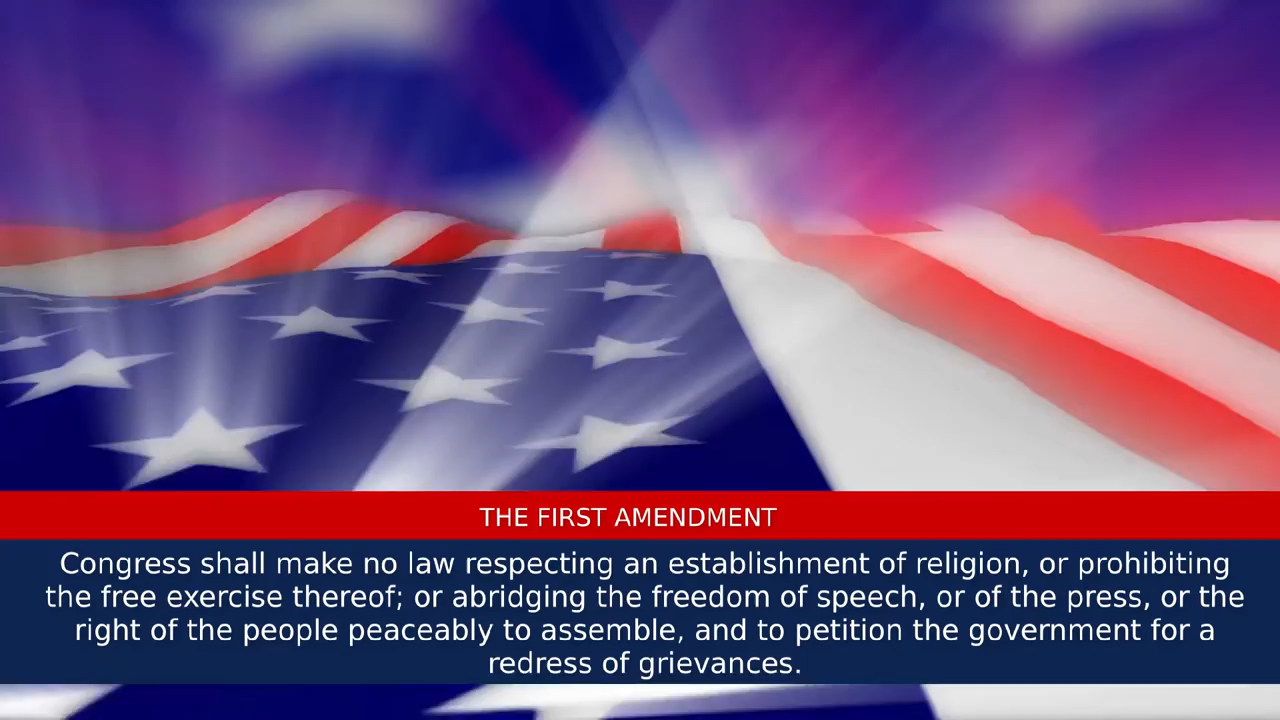 THE FIRST AMENDMENT
Congress shall make no law respecting an establishment of religion, or prohibiting
the free exercise thereof; or abridging the freedom of speech, or of the press, or the
right of the people peaceably to assemble, and to petition the government for a
redress of grievances.